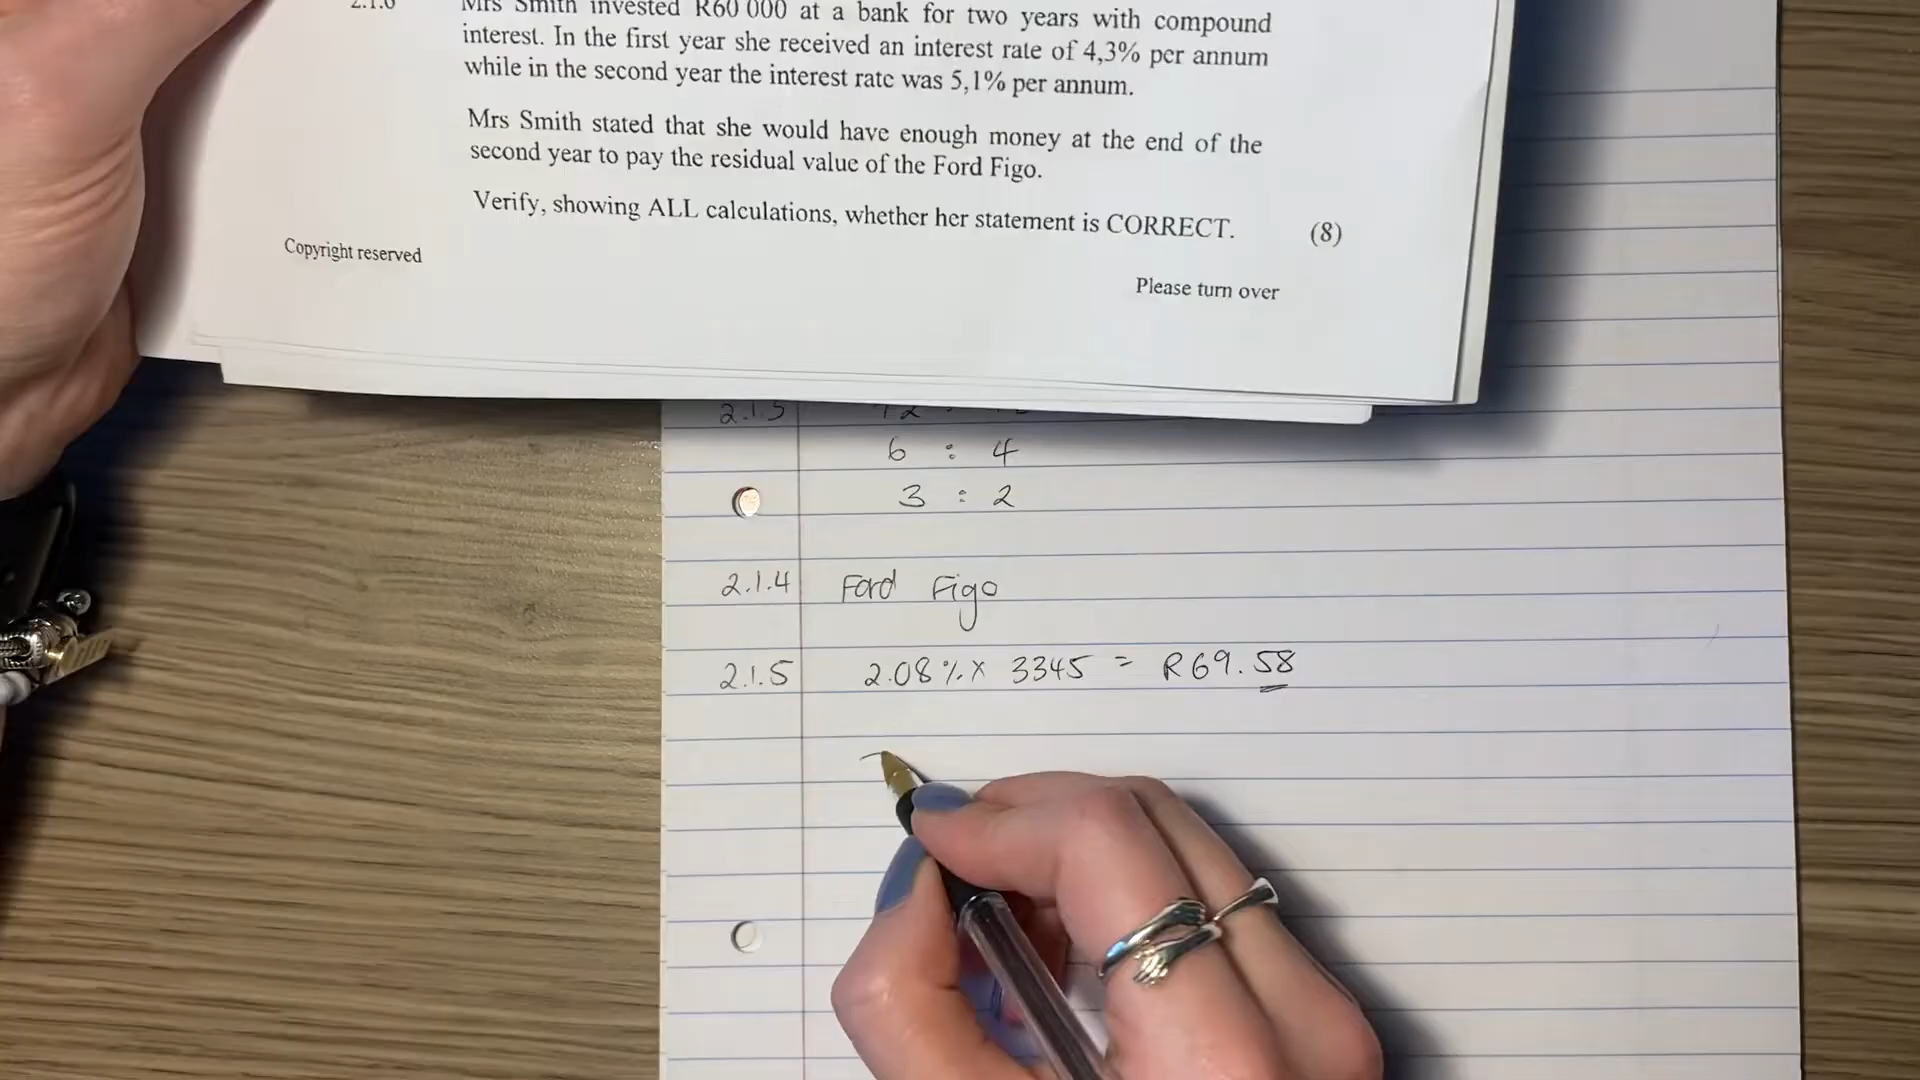 Mrs Smith invested R60 000 at a bank for two years with compound
interest. In the first year she received an interest rate of 4,3% per annum
while in the second year the interest rate was 5,1% per annum.
Mrs Smith stated that she would have enough money at the end of the
second year to pay the residual value of the Ford Figo.
Verify, showing ALL calculations, whether her statement is CORRECT. (8)
Copyright reserved
Please turn over
6 : 4
3 : 2
2.1.4 Ford Figo
2.1.5 2.08% x 3345 = R69.58